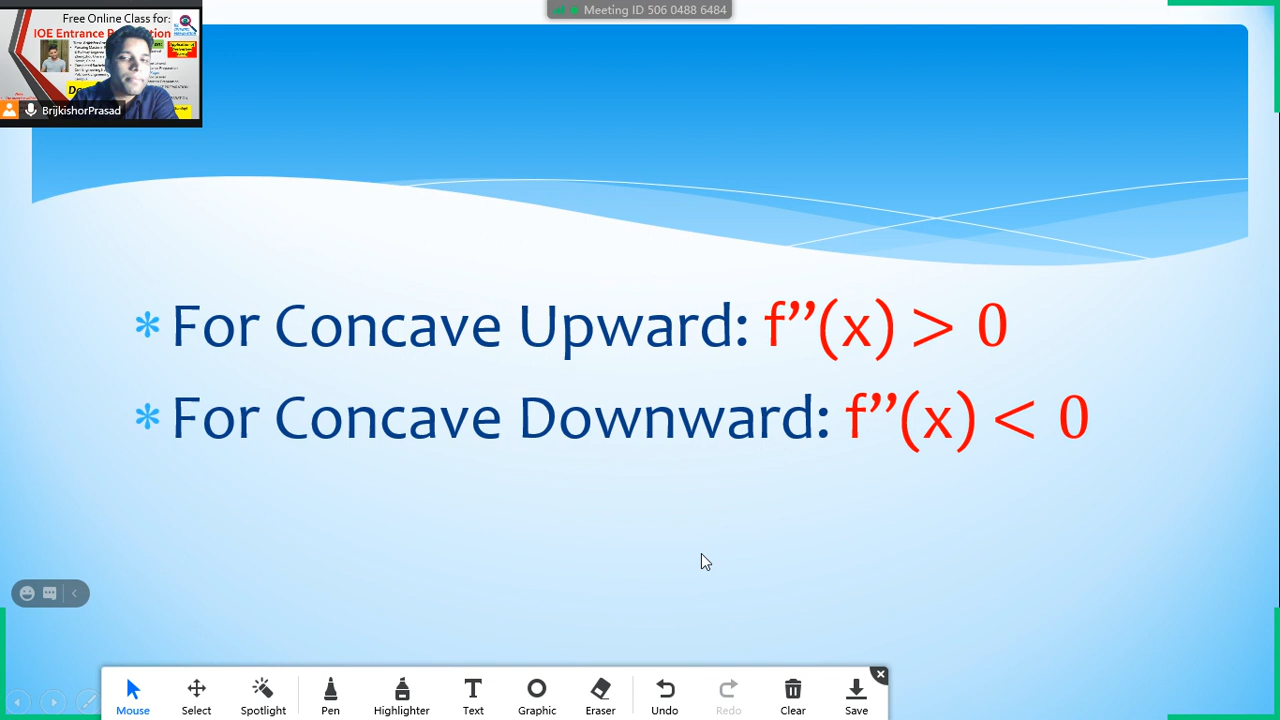 Meeting ID 506 0488 6484
Free Online Class for:
IOE Entrance
BrijkishorPrasad
* For Concave Upward: f”(x) > 0
* For Concave Downward: f”(x) < 0
Mouse Select Spotlight Pen Highlighter Text Graphic Eraser Undo Redo Clear Save